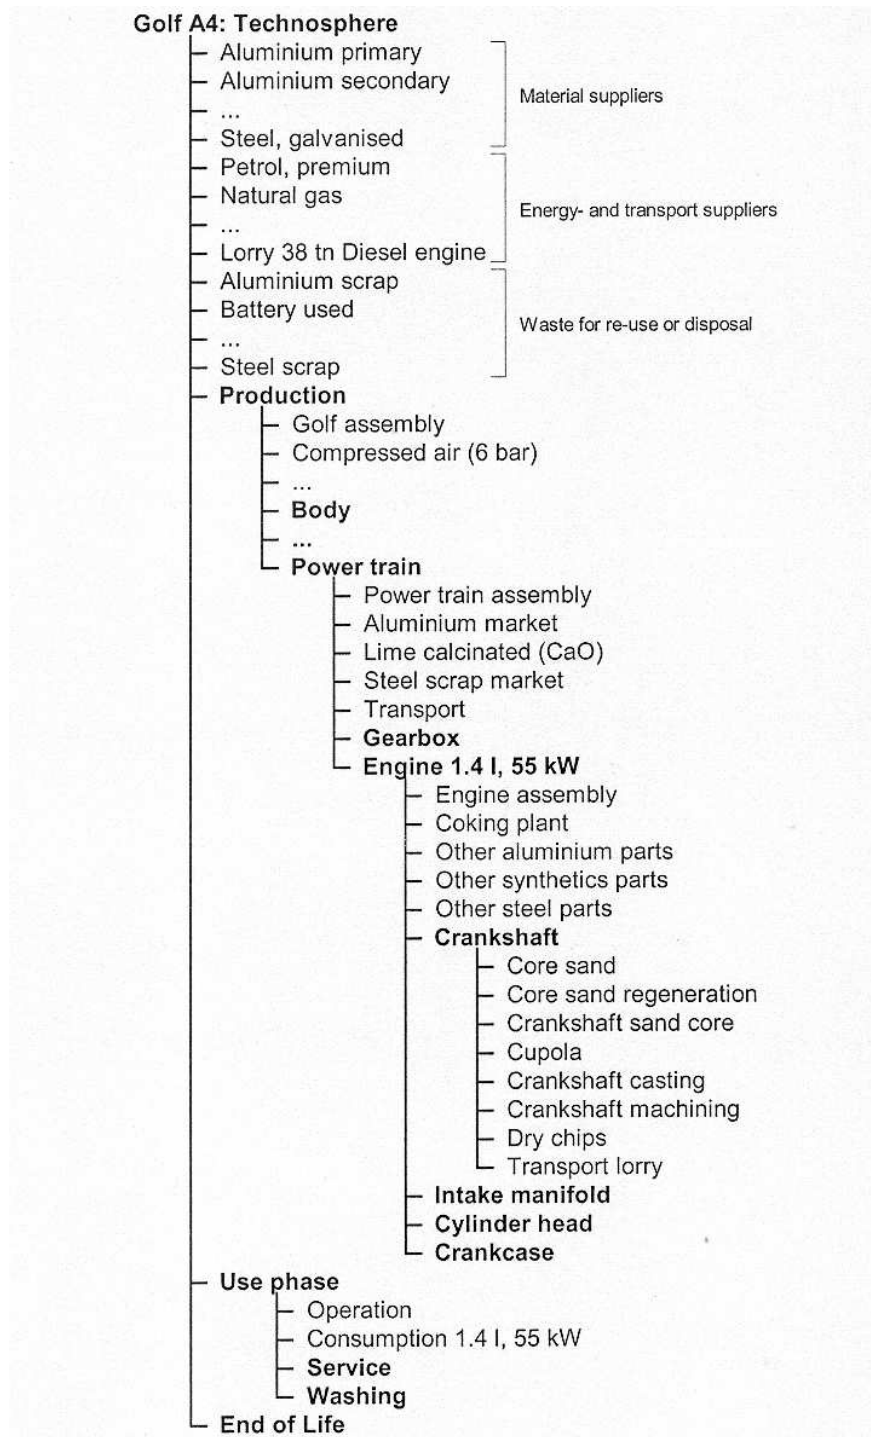 Golf A4: Technosphere
Aluminium primary
Aluminium secondary
...
Steel, galvanised
Material suppliers
Petrol, premium
Natural gas
...
Lorry 38 tn Diesel engine
Energy- and transport suppliers
Aluminium scrap
Battery used
...
Steel scrap
Waste for re-use or disposal
Production
Golf assembly
Compressed air (6 bar)
...
Body
...
Power train
Power train assembly
Aluminium market
Lime calcinated (CaO)
Steel scrap market
Transport
Gearbox
Engine 1.4 l, 55 kW
Engine assembly
Coking plant
Other aluminium parts
Other synthetics parts
Other steel parts
Crankshaft
Core sand
Core sand regeneration
Crankshaft sand core
Cupola
Crankshaft casting
Crankshaft machining
Dry chips
Transport lorry
Intake manifold
Cylinder head
Crankcase
Use phase
Operation
Consumption 1.4 l, 55 kW
Service
Washing
End of Life